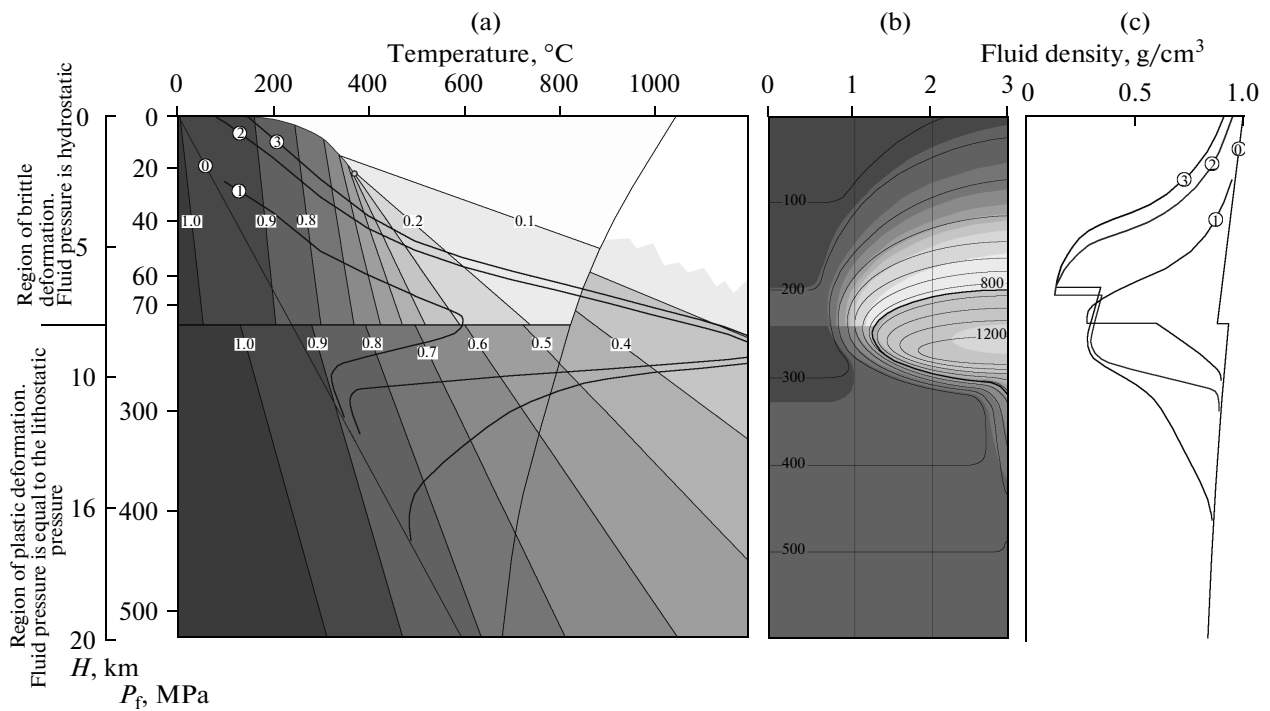 (a)
(b)
(c)
Temperature, °C
Fluid density, g/cm3
0 200 400 600 800 1000
0 1 2 3
0 0.5 1.0
Region of brittle
deformation.
Fluid pressure is hydrostatic
Region of plastic deformation.
Fluid pressure is equal to the lithostatic
pressure
0
5
10
16
20
H, km
0
20
40
60
70
300
400
500
Pf, MPa
0
1
2
3
1.0
0.9
0.8
0.2
0.1
1.0
0.9
0.8
0.7
0.6
0.5
0.4
100
200
300
400
500
800
1200
0
1
2
3